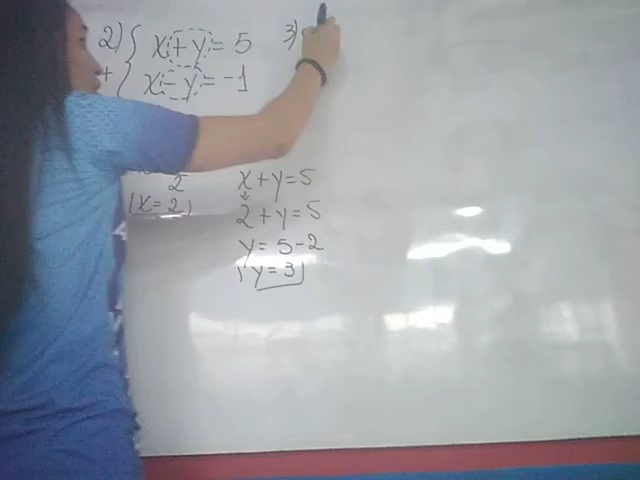 2) { x + y = 5
+ { x - y = -1
2
x = 2
x + y = 5
2 + y = 5
y = 5 - 2
y = 3
3)